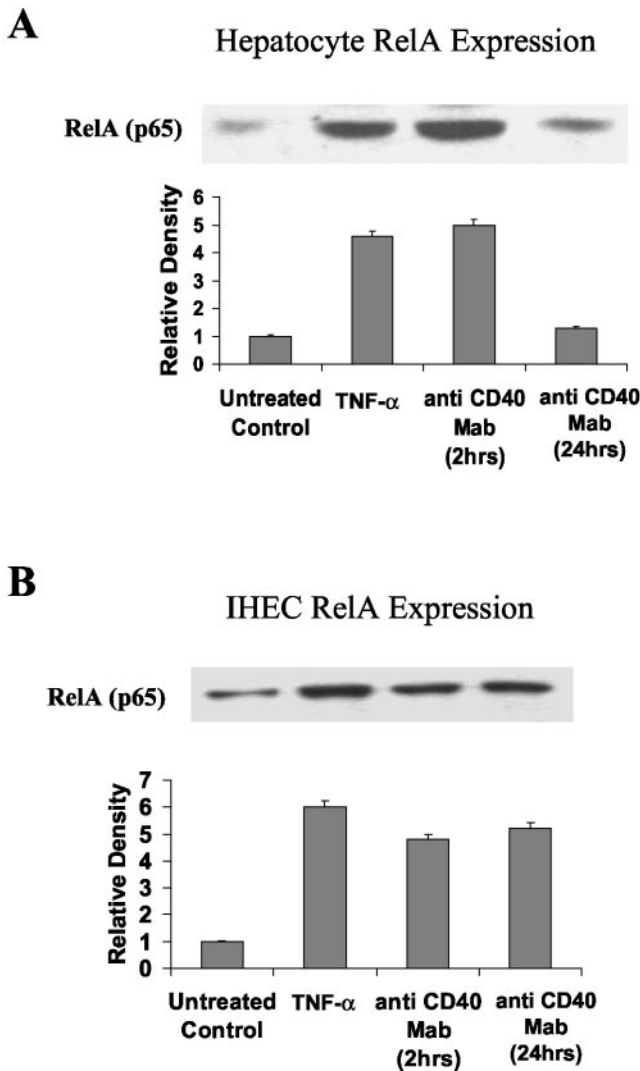 A
Hepatocyte RelA Expression
RelA (p65)
6
5
4
3
2
1
0
Relative Density
Untreated Control
TNF-α
anti CD40 Mab (2hrs)
anti CD40 Mab (24hrs)
B
IHEC RelA Expression
RelA (p65)
7
6
5
4
3
2
1
0
Relative Density
Untreated Control
TNF-α
anti CD40 Mab (2hrs)
anti CD40 Mab (24hrs)